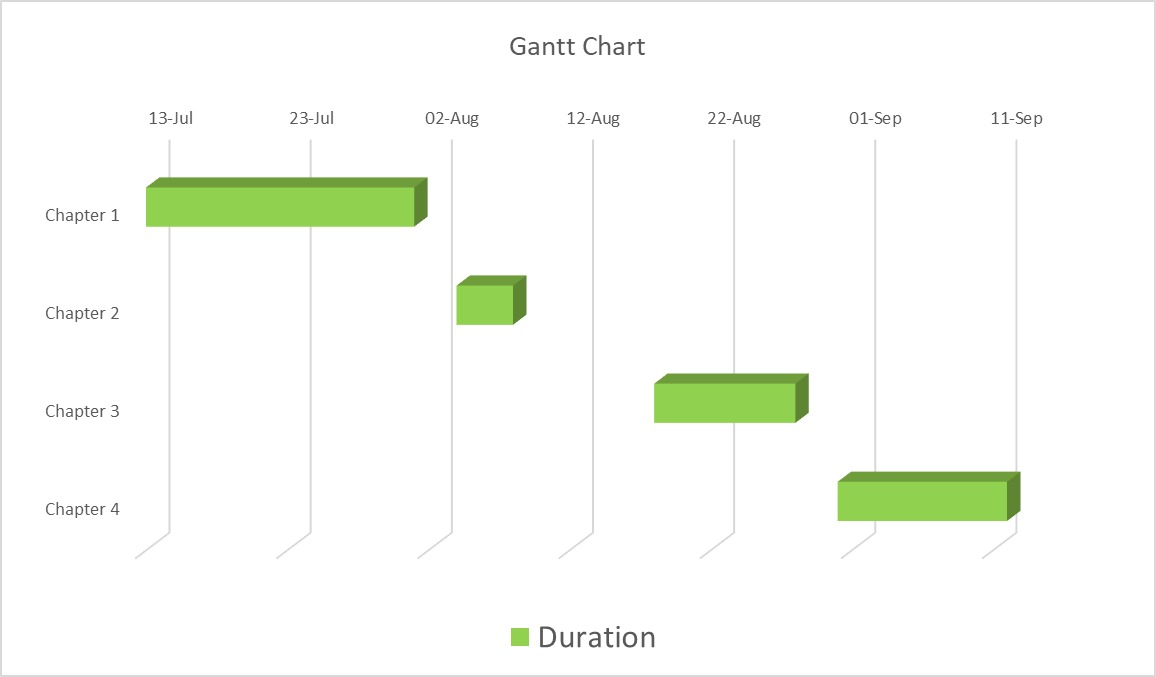 Gantt Chart
13-Jul 23-Jul 02-Aug 12-Aug 22-Aug 01-Sep 11-Sep
Chapter 1
Chapter 2
Chapter 3
Chapter 4
Duration